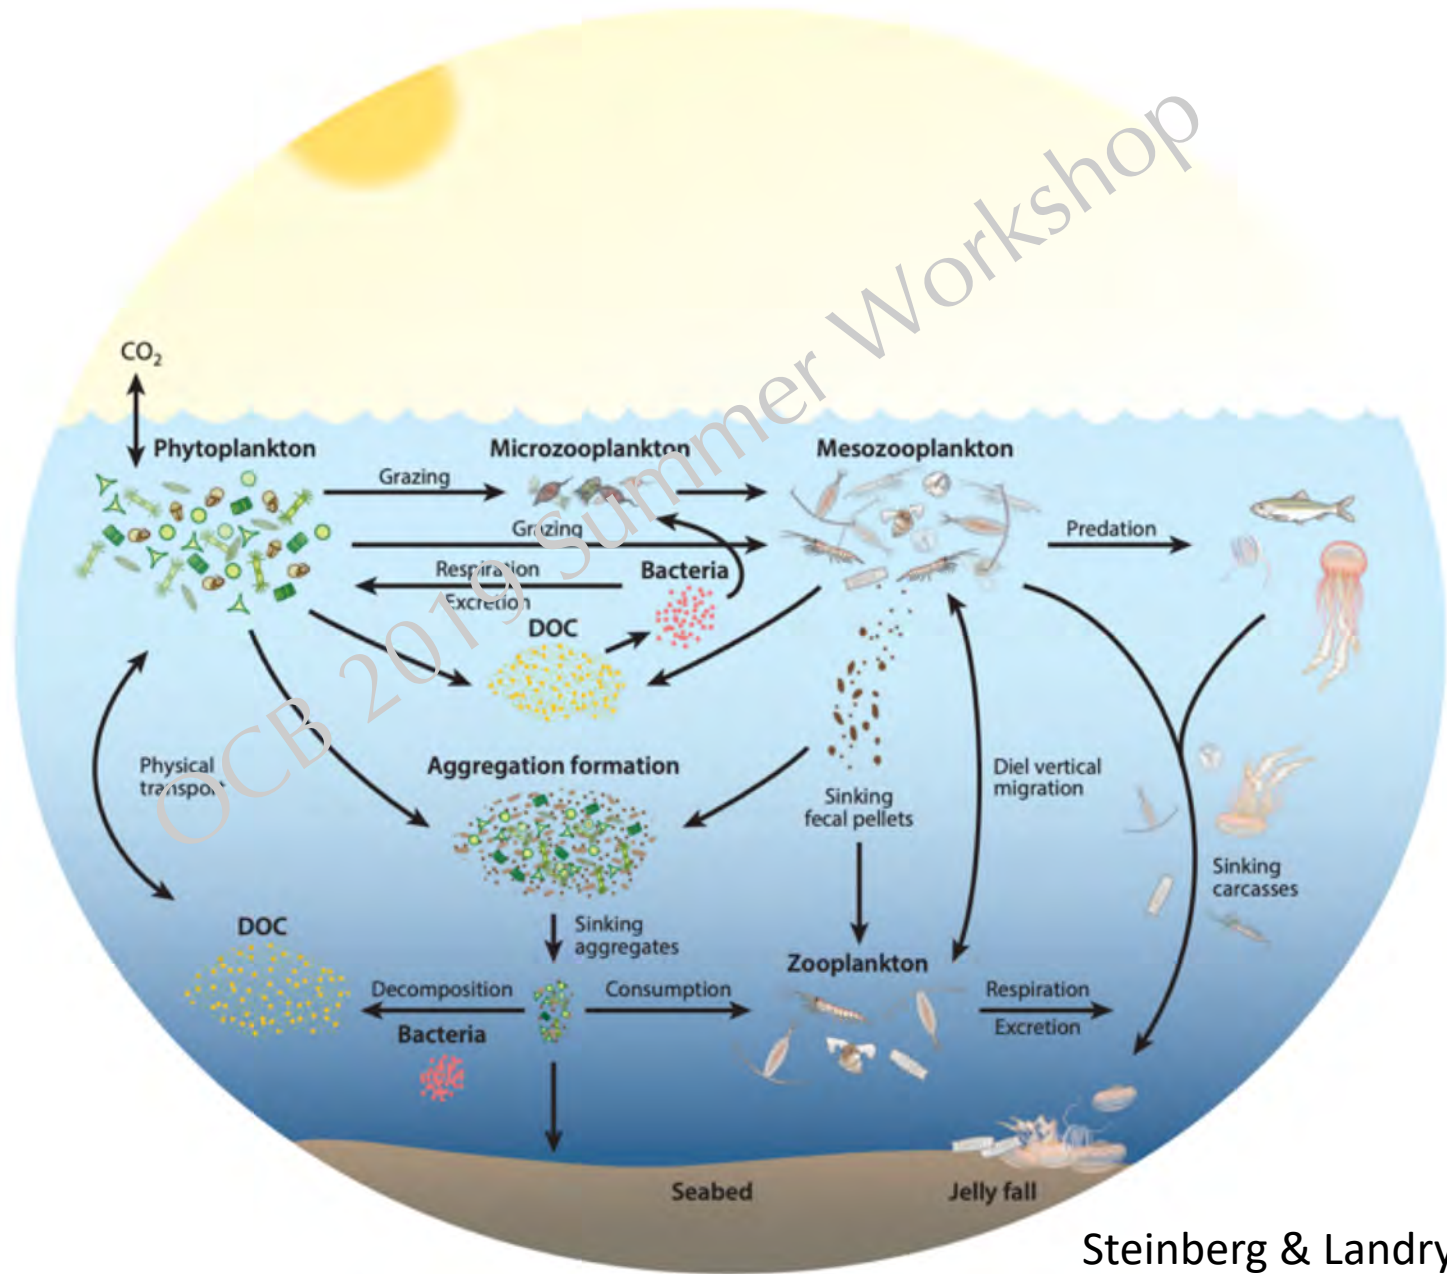 CO2
Phytoplankton
Microzooplankton
Mesozooplankton
Grazing
Grazing
Predation
Respiration
Excretion
Bacteria
DOC
Physical
transport
Aggregation formation
Sinking
fecal pellets
Diel vertical
migration
Sinking
carcasses
DOC
Sinking
aggregates
Zooplankton
Decomposition
Consumption
Respiration
Excretion
Bacteria
Seabed
Jelly fall
Steinberg & Landry
OCB 2019 Summer Workshop